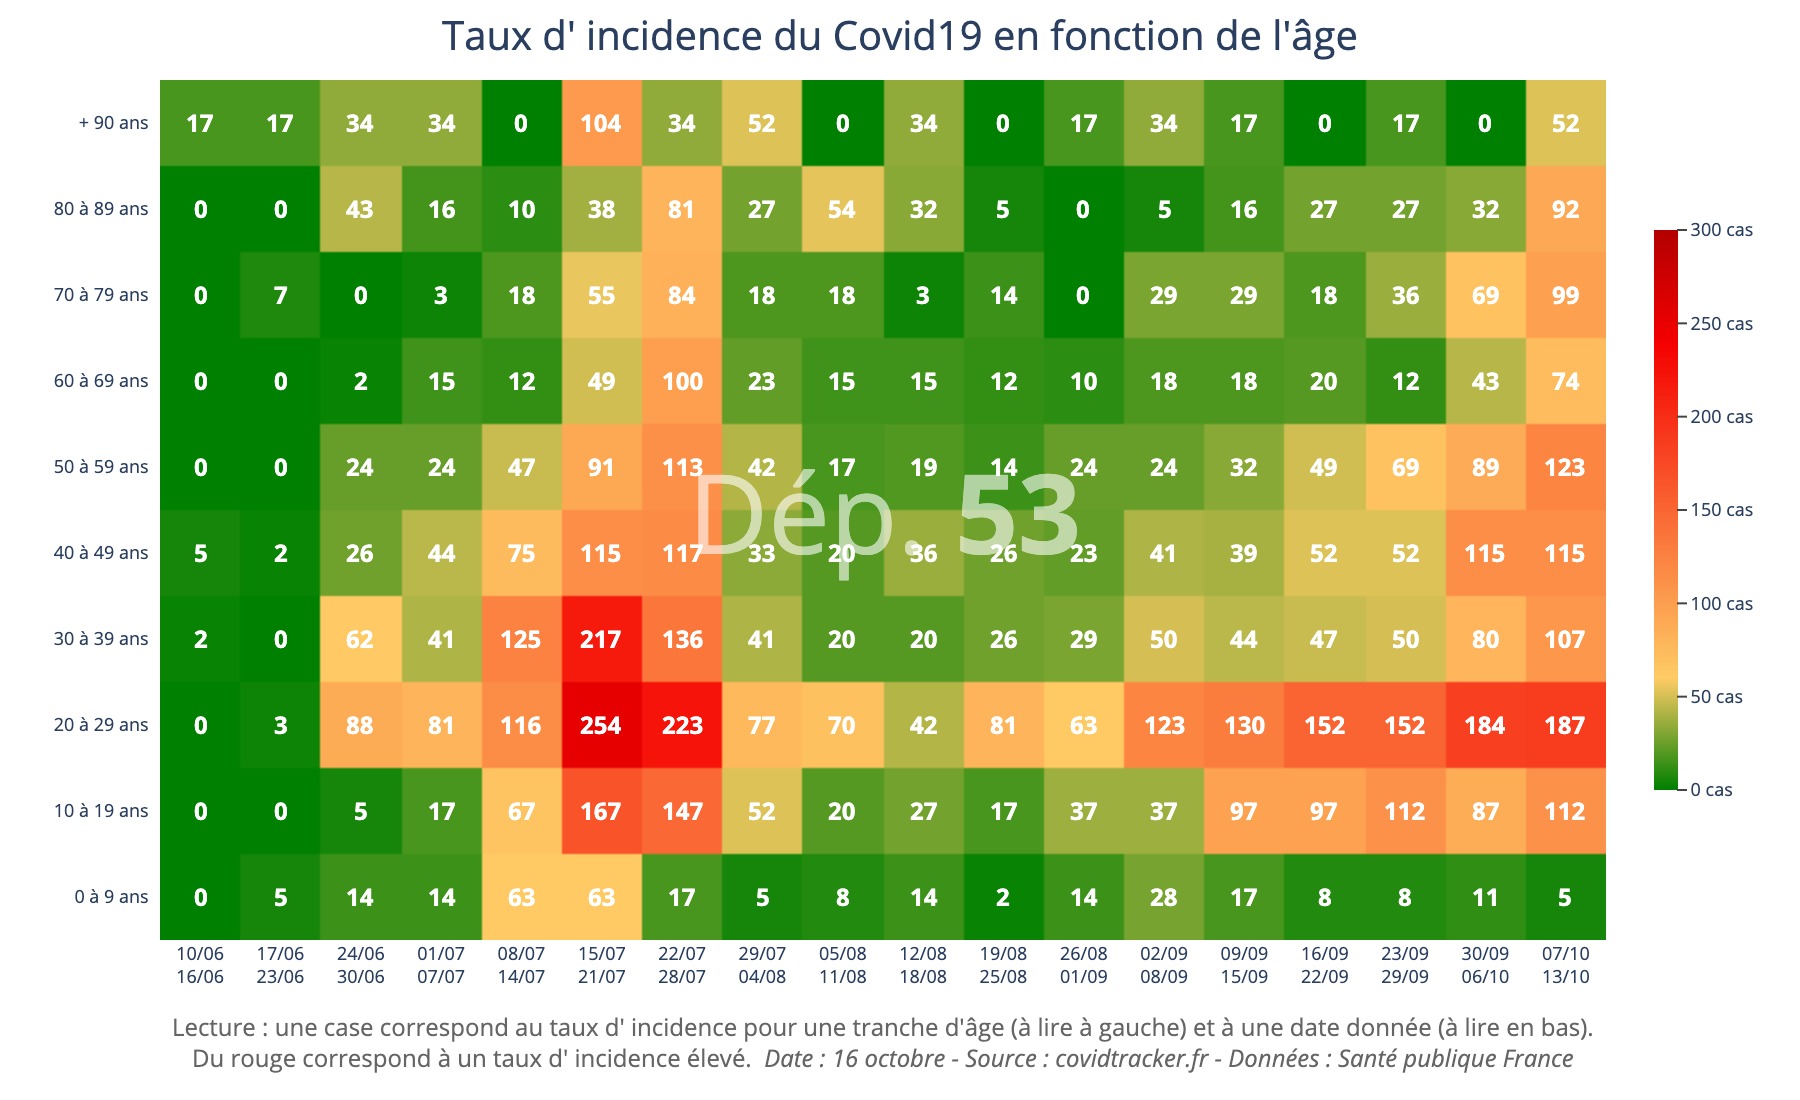 Taux d' incidence du Covid19 en fonction de l'âge
+ 90 ans 17 17 34 34 0 104 34 52 0 34 0 17 34 17 0 17 0 52
80 à 89 ans 0 0 43 16 10 38 81 27 54 32 5 0 5 16 27 27 32 92
70 à 79 ans 0 7 0 3 18 55 84 18 18 3 14 0 29 29 18 36 69 99
60 à 69 ans 0 0 2 15 12 49 100 23 15 15 12 10 18 18 20 12 43 74
50 à 59 ans 0 0 24 24 47 91 113 42 17 19 14 24 24 32 49 69 89 123
Dép. 53
40 à 49 ans 5 2 26 44 75 115 117 33 20 36 26 23 41 39 52 52 115 115
30 à 39 ans 2 0 62 41 125 217 136 41 20 20 26 29 50 44 47 50 80 107
20 à 29 ans 0 3 88 81 116 254 223 77 70 42 81 63 123 130 152 152 184 187
10 à 19 ans 0 0 5 17 67 167 147 52 20 27 17 37 37 97 97 112 87 112
0 à 9 ans 0 5 14 14 63 63 17 5 8 14 2 14 28 17 8 8 11 5
10/06 17/06 24/06 01/07 08/07 15/07 22/07 29/07 05/08 12/08 19/08 26/08 02/09 09/09 16/09 23/09 30/09 07/10
16/06 23/06 30/06 07/07 14/07 21/07 28/07 04/08 11/08 18/08 25/08 01/09 08/09 15/09 22/09 29/09 06/10 13/10
300 cas
250 cas
200 cas
150 cas
100 cas
50 cas
0 cas
Lecture : une case correspond au taux d' incidence pour une tranche d'âge (à lire à gauche) et à une date donnée (à lire en bas).
Du rouge correspond à un taux d' incidence élevé. Date : 16 octobre - Source : covidtracker.fr - Données : Santé publique France